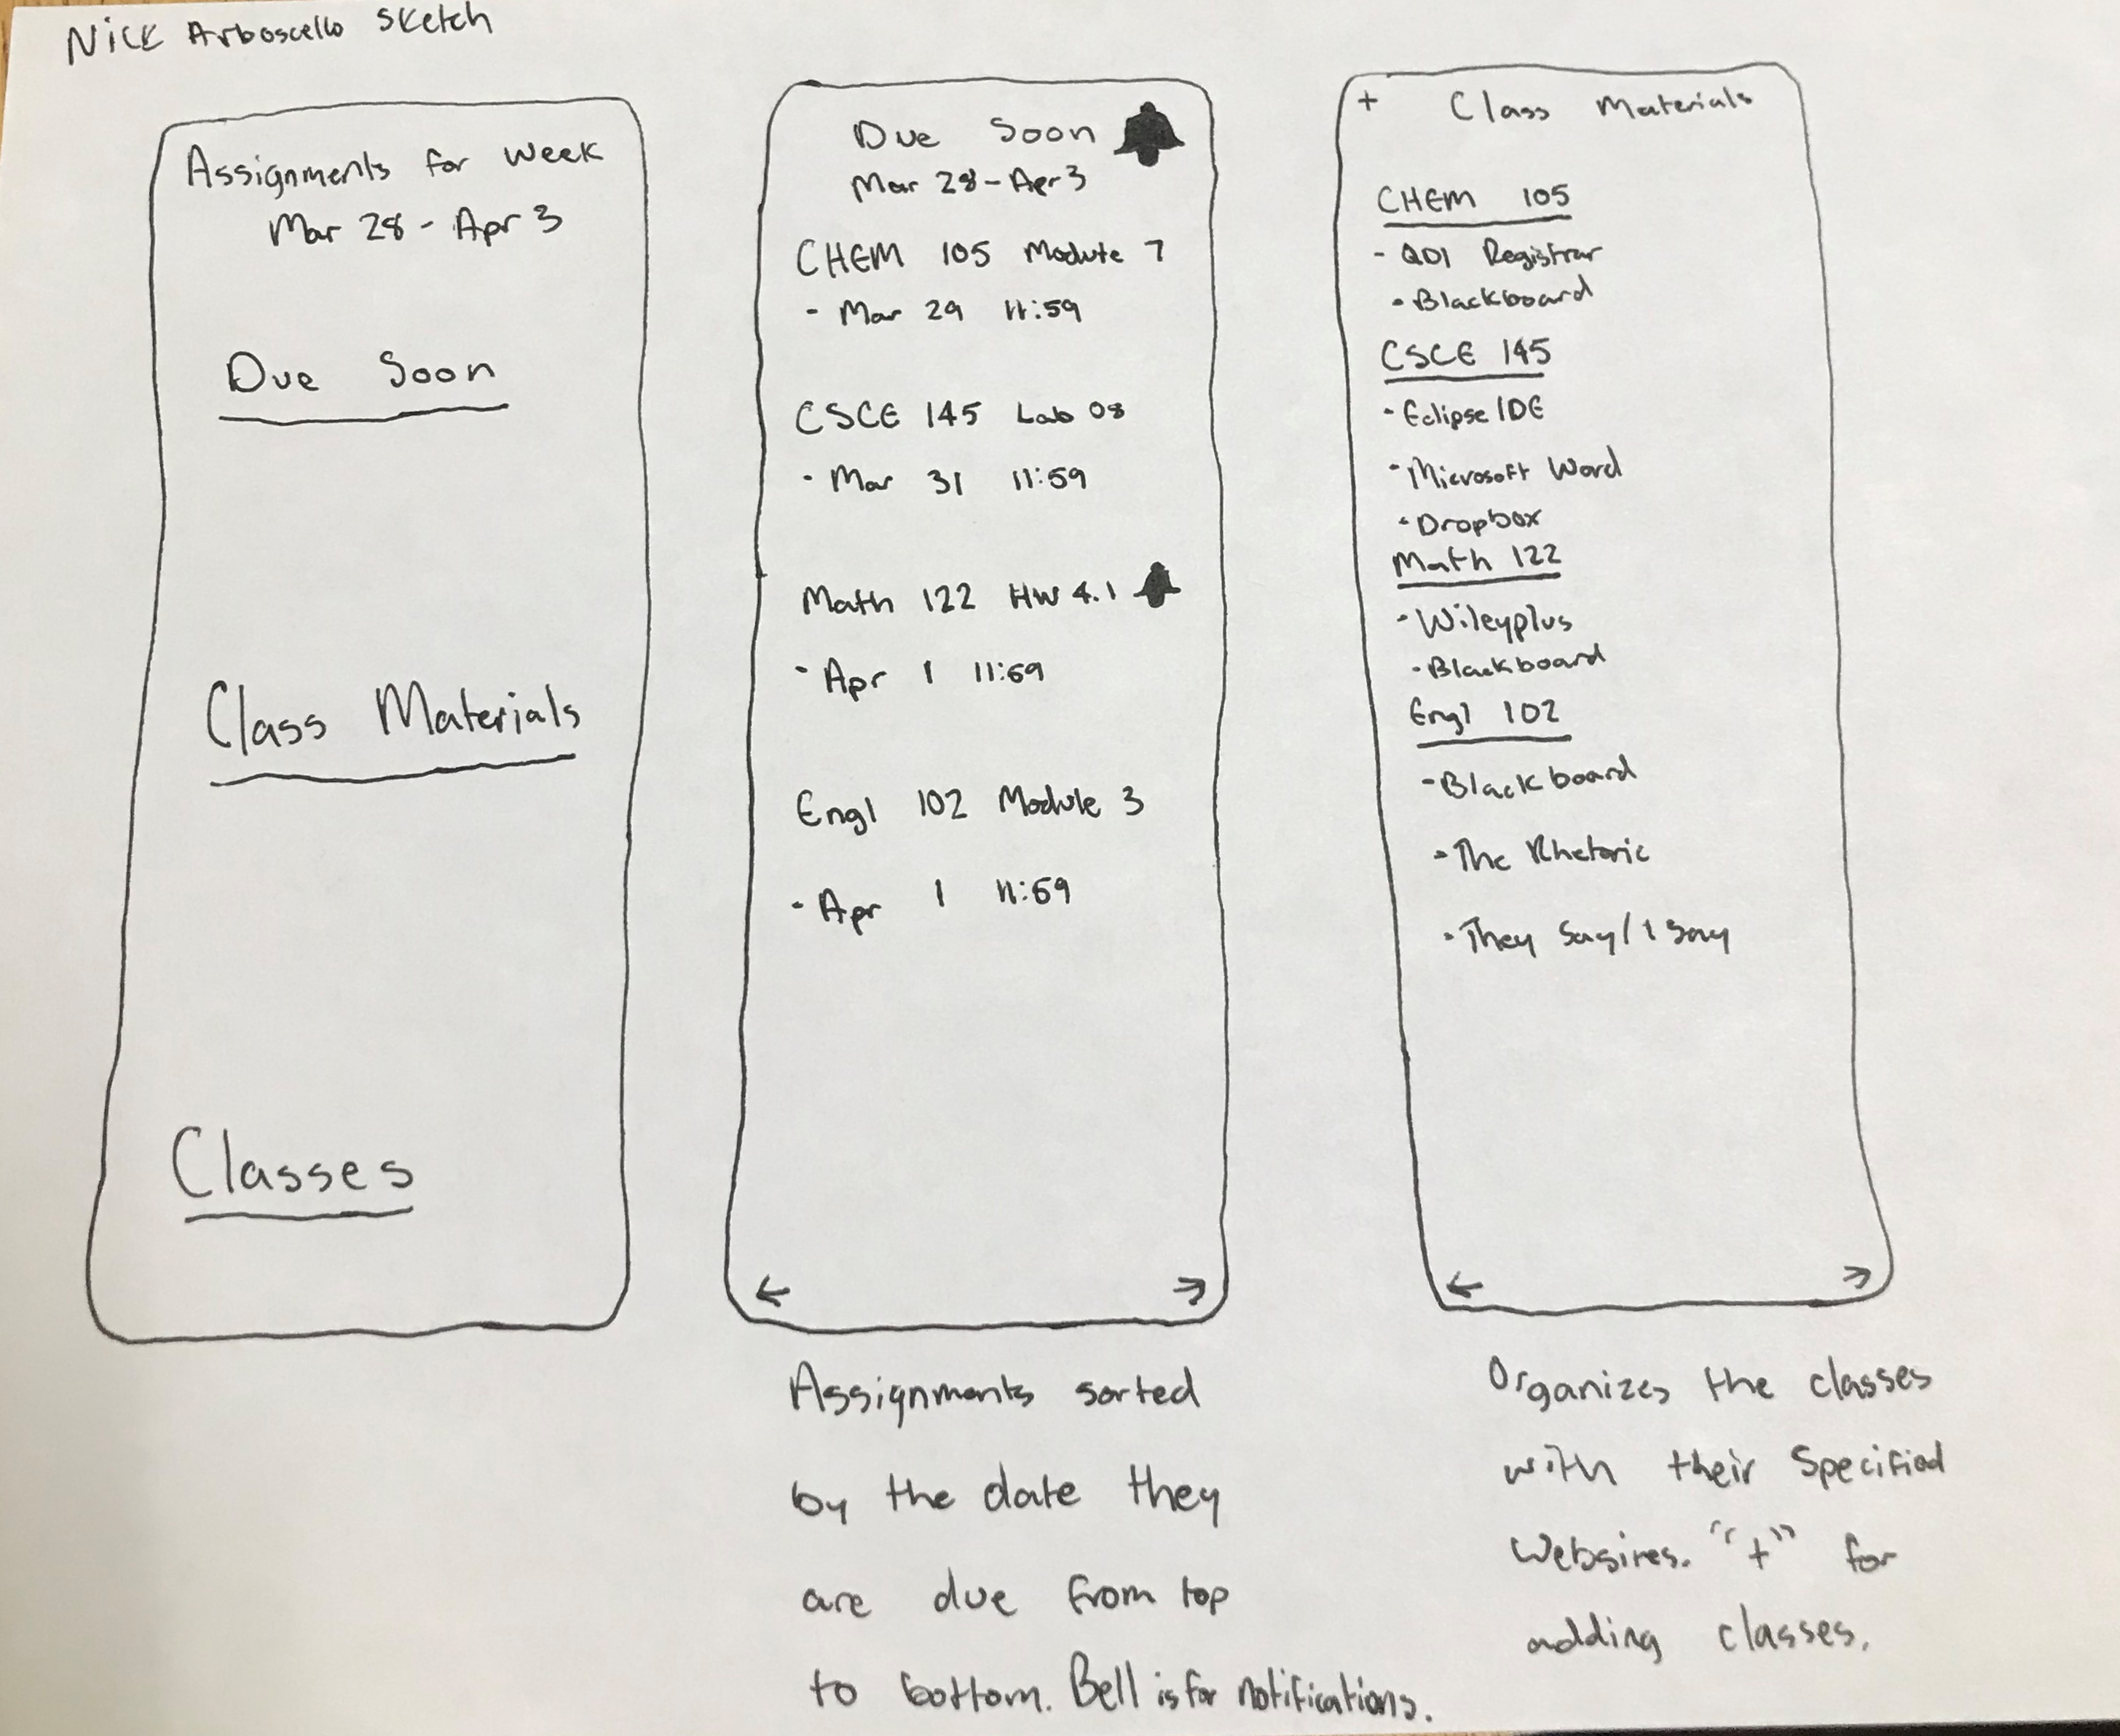 Nick Arboscello Sketch
Assignments for week
Mar 28 - Apr 3
Due Soon
Class Materials
Classes
Due Soon
Mar 28 - Apr 3
CHEM 105 Module 7
- Mar 29 11:59
CSCE 145 Lab 08
- Mar 31 11:59
Math 122 HW 4.1
- Apr 1 11:59
Engl 102 Module 3
- Apr 1 11:59
← →
Assignments sorted
by the date they
are due from top
to bottom. Bell is for notifications.
+ Class Materials
CHEM 105
- QDI Registrar
- Blackboard
CSCE 145
- Eclipse IDE
- Microsoft Word
- Dropbox
Math 122
- Wileyplus
- Blackboard
Engl 102
- Blackboard
- The Rhetoric
- They Say/I Say
← →
Organizes the classes
with their Specified
Websires. "+" for
adding classes.